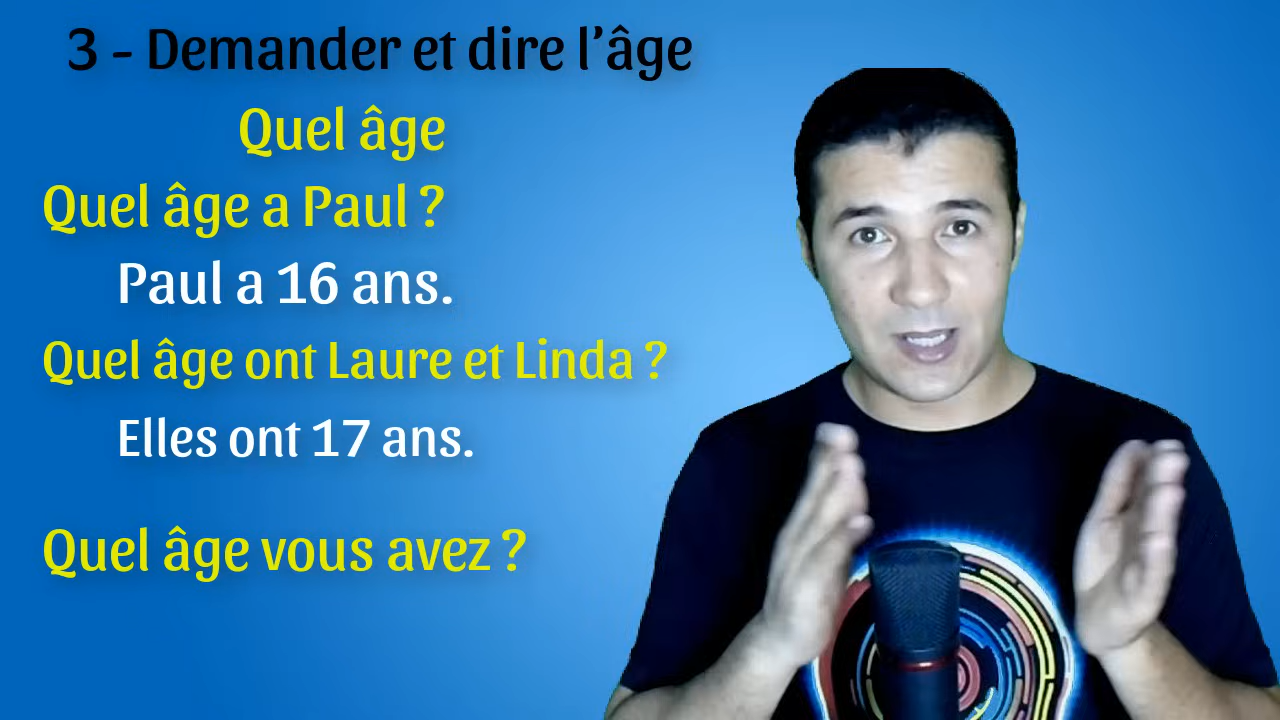 3 - Demander et dire l’âge
Quel âge
Quel âge a Paul ?
Paul a 16 ans.
Quel âge ont Laure et Linda ?
Elles ont 17 ans.
Quel âge vous avez ?